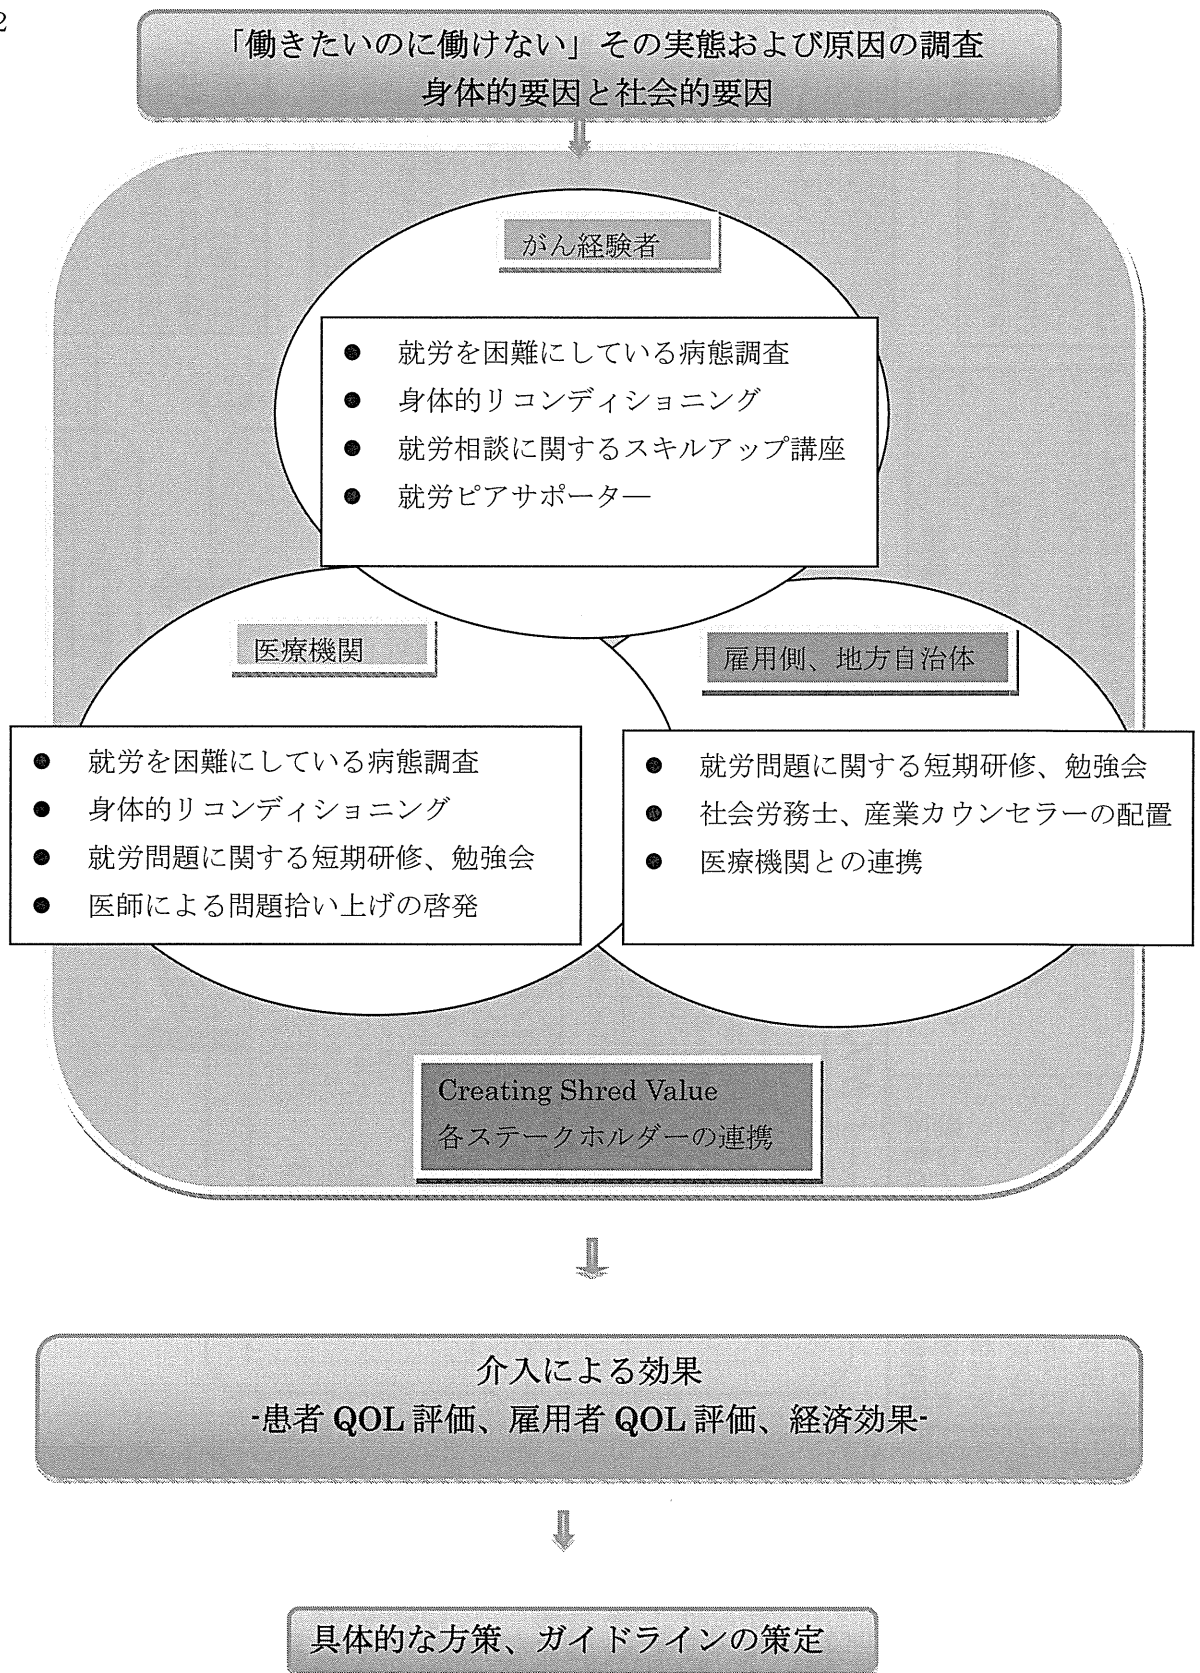 2
「働きたいのに働けない」その実態および原因の調査
身体的要因と社会的要因
がん経験者
● 就労を困難にしている病態調査
● 身体的リコンディショニング
● 就労相談に関するスキルアップ講座
● 就労ピアサポーター
医療機関
● 就労を困難にしている病態調査
● 身体的リコンディショニング
● 就労問題に関する短期研修、勉強会
● 医師による問題拾い上げの啓発
雇用側、地方自治体
● 就労問題に関する短期研修、勉強会
● 社会労務士、産業カウンセラーの配置
● 医療機関との連携
Creating Shred Value
各ステークホルダーの連携
介入による効果
-患者 QOL 評価、雇用者 QOL 評価、経済効果-
具体的な方策、ガイドラインの策定